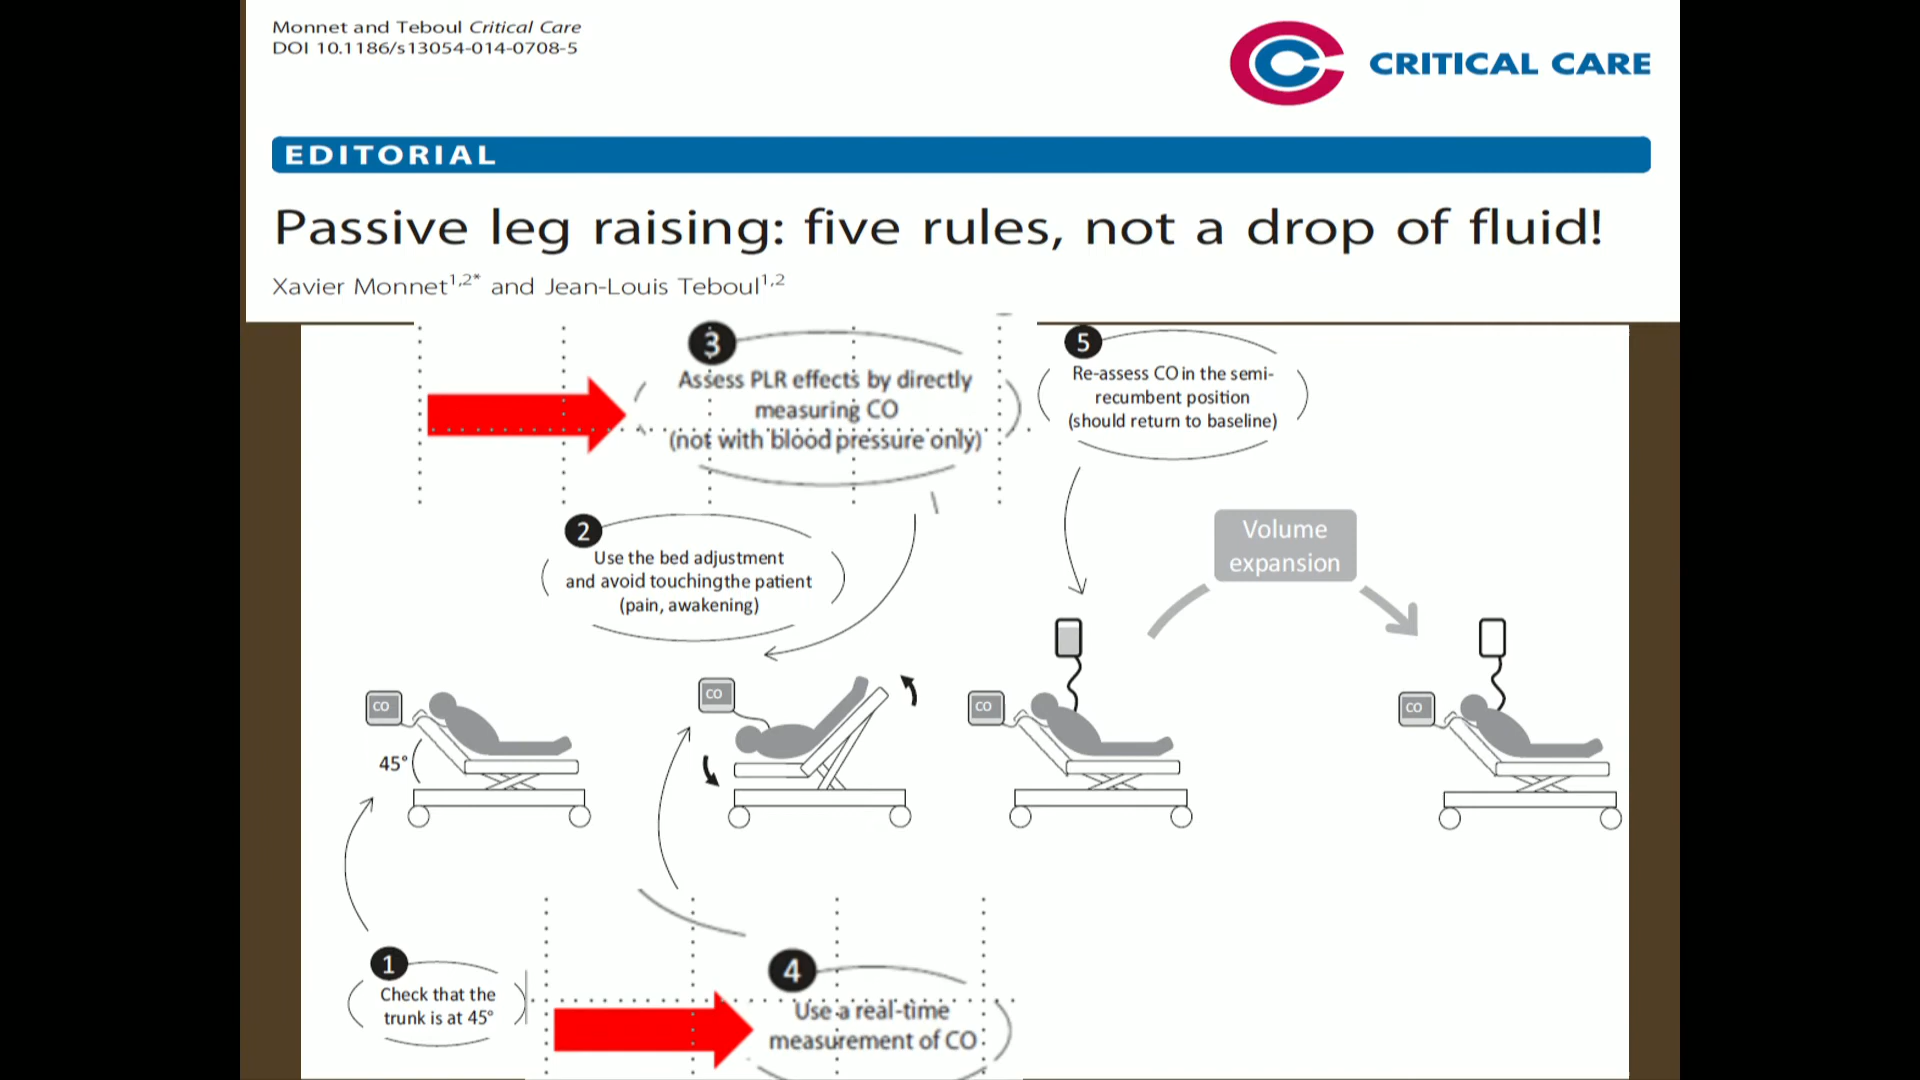 Monnet and Teboul Critical Care
DOI 10.1186/s13054-014-0708-5
CRITICAL CARE
EDITORIAL
Passive leg raising: five rules, not a drop of fluid!
Xavier Monnet1,2* and Jean-Louis Teboul1,2
3
Assess PLR effects by directly
measuring CO
(not with blood pressure only)
5
Re-assess CO in the semi-
recumbent position
(should return to baseline)
2
Use the bed adjustment
and avoid touchingthe patient
(pain, awakening)
Volume
expansion
CO
45°
CO
CO
CO
1
Check that the
trunk is at 45°
4
Use a real-time
measurement of CO